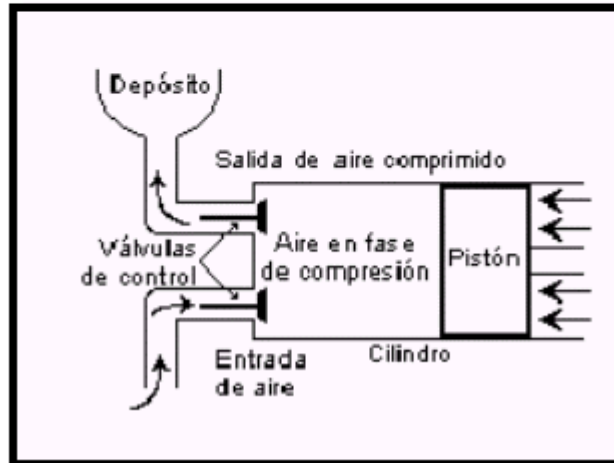 Depósito
Salida de aire comprimido
Válvulas
de control
Aire en fase
de compresión
Pistón
Entrada
de aire
Cilindro